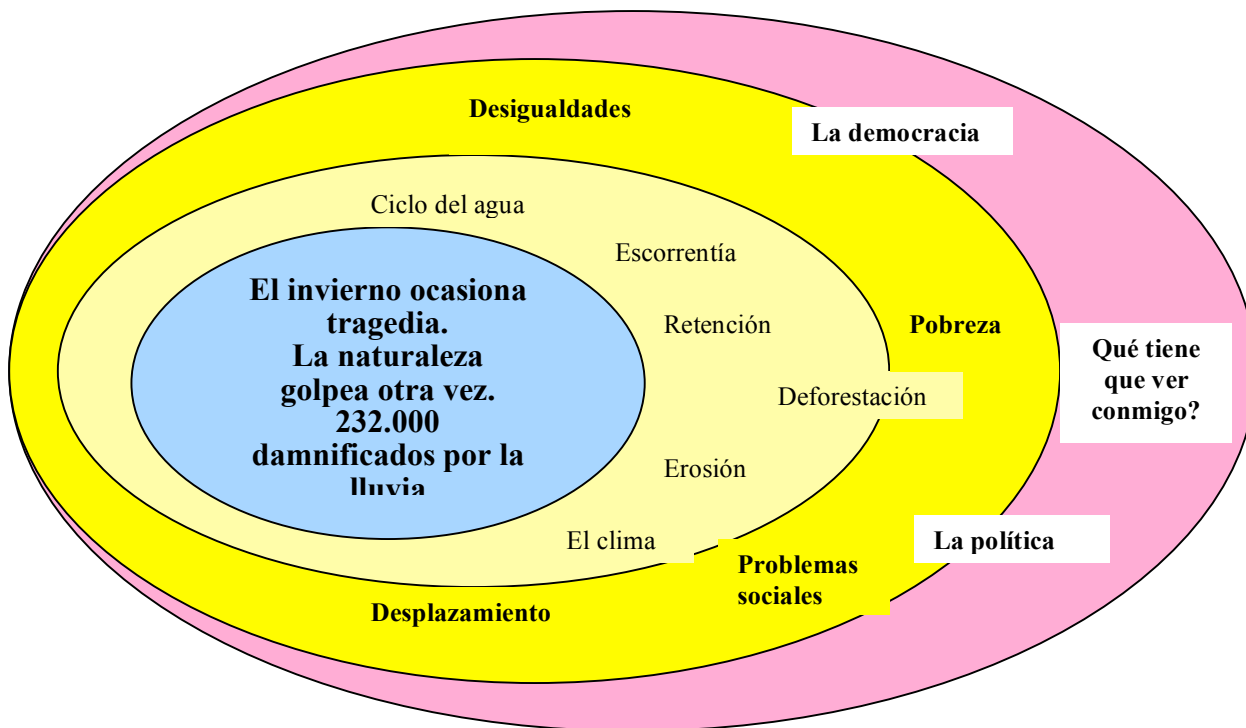 Desigualdades
La democracia
Ciclo del agua
Escorrentía
El invierno ocasiona
tragedia.
La naturaleza
golpea otra vez.
232.000
damnificados por la
lluvia
Retención
Pobreza
Qué tiene
que ver
conmigo?
Deforestación
Erosión
El clima
La política
Problemas
sociales
Desplazamiento